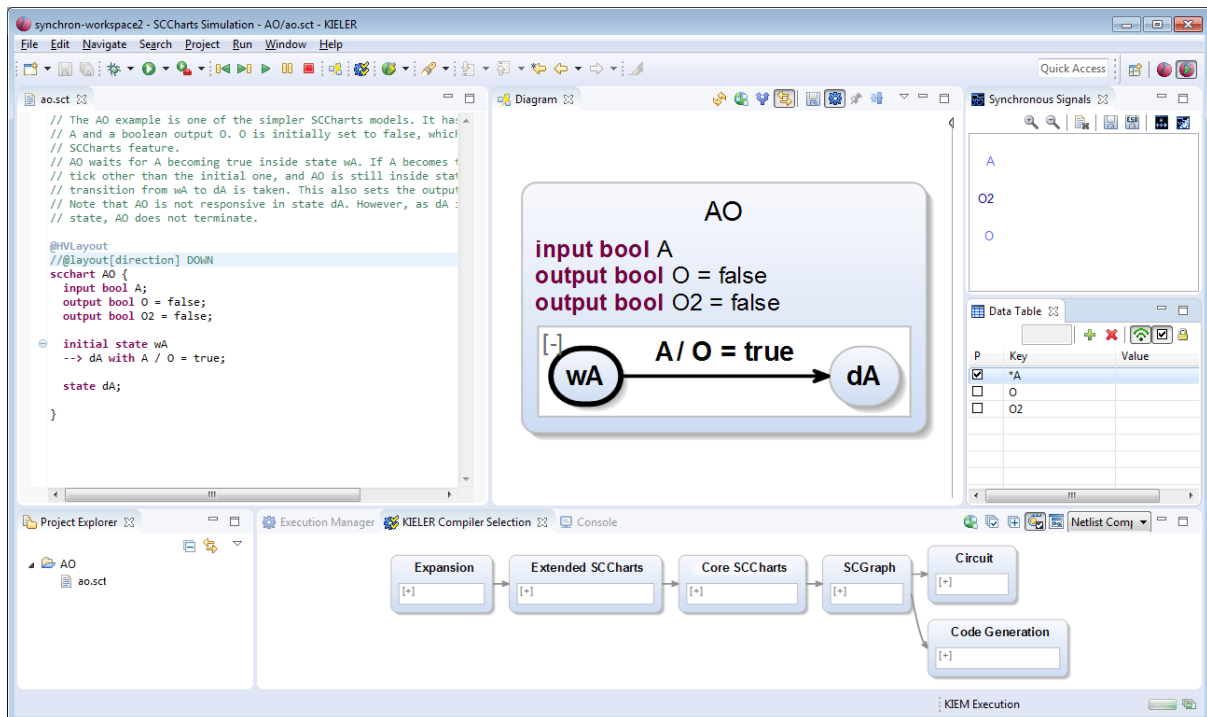 synchron-workspace2 - SCCharts Simulation - AO/ao.sct - KIELER
File Edit Navigate Search Project Run Window Help
Quick Access
ao.sct
// The AO example is one of the simpler SCCharts models. It has
// A and a boolean output O. O is initially set to false, which
// SCCharts feature.
// AO waits for A becoming true inside state wA. If A becomes t
// tick other than the initial one, and AO is still inside stat
// transition from wA to dA is taken. This also sets the output
// Note that AO is not responsive in state dA. However, as dA i
// state, AO does not terminate.
@HVLayout
//@layout[direction] DOWN
scchart AO {
input bool A;
output bool O = false;
output bool O2 = false;
initial state wA
--> dA with A / O = true;
state dA;
}
Diagram
AO
input bool A
output bool O = false
output bool O2 = false
[-]
A / O = true
wA
dA
Synchronous Signals
A
O2
O
Data Table
P Key Value
*A
O
O2
Project Explorer
AO
ao.sct
Execution Manager KIELER Compiler Selection Console
Netlist Comp
Expansion
[+]
Extended SCCharts
[+]
Core SCCharts
[+]
SCGraph
[+]
Circuit
[+]
Code Generation
[+]
KIEM Execution